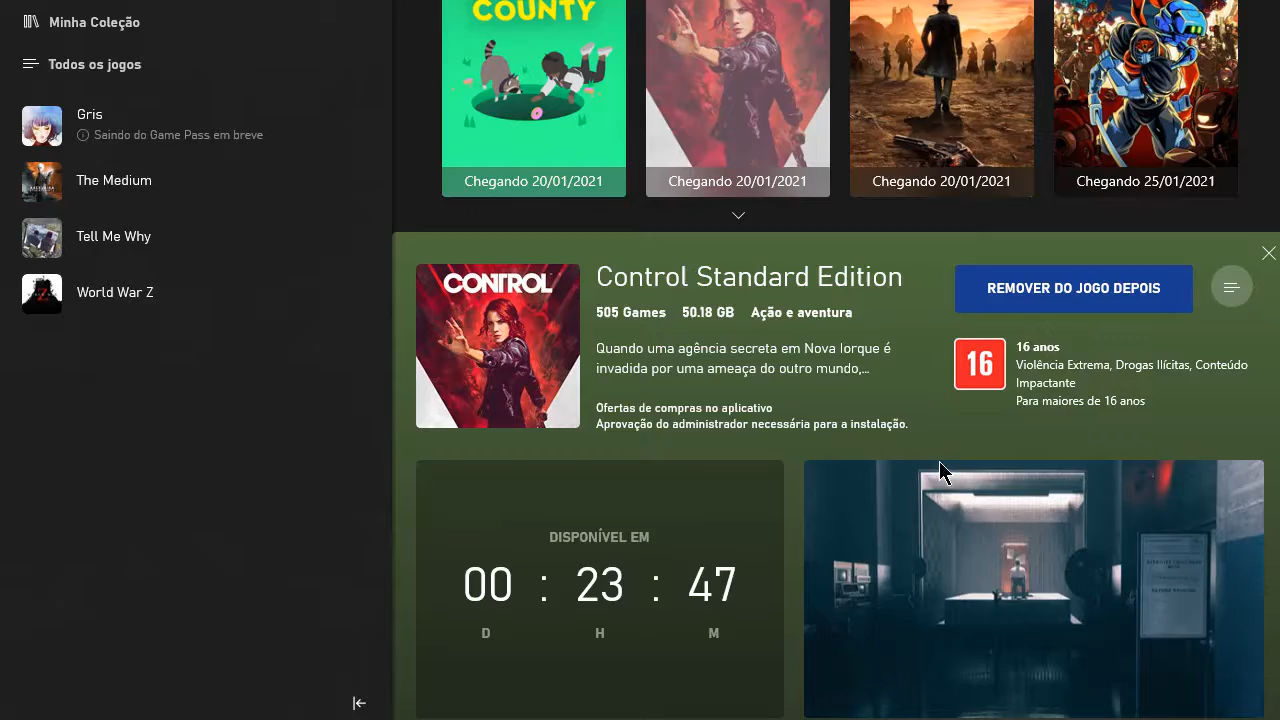 Minha Coleção
Todos os jogos
Gris
Saindo do Game Pass em breve
The Medium
Tell Me Why
World War Z
COUNTY
Chegando 20/01/2021
Chegando 20/01/2021
Chegando 20/01/2021
Chegando 25/01/2021
CONTROL
Control Standard Edition
505 Games 50.18 GB Ação e aventura
Quando uma agência secreta em Nova Iorque é
invadida por uma ameaça do outro mundo,...
Ofertas de compras no aplicativo
Aprovação do administrador necessária para a instalação.
REMOVER DO JOGO DEPOIS
16
16 anos
Violência Extrema, Drogas Ilícitas, Conteúdo
Impactante
Para maiores de 16 anos
DISPONÍVEL EM
00 : 23 : 47
D H M